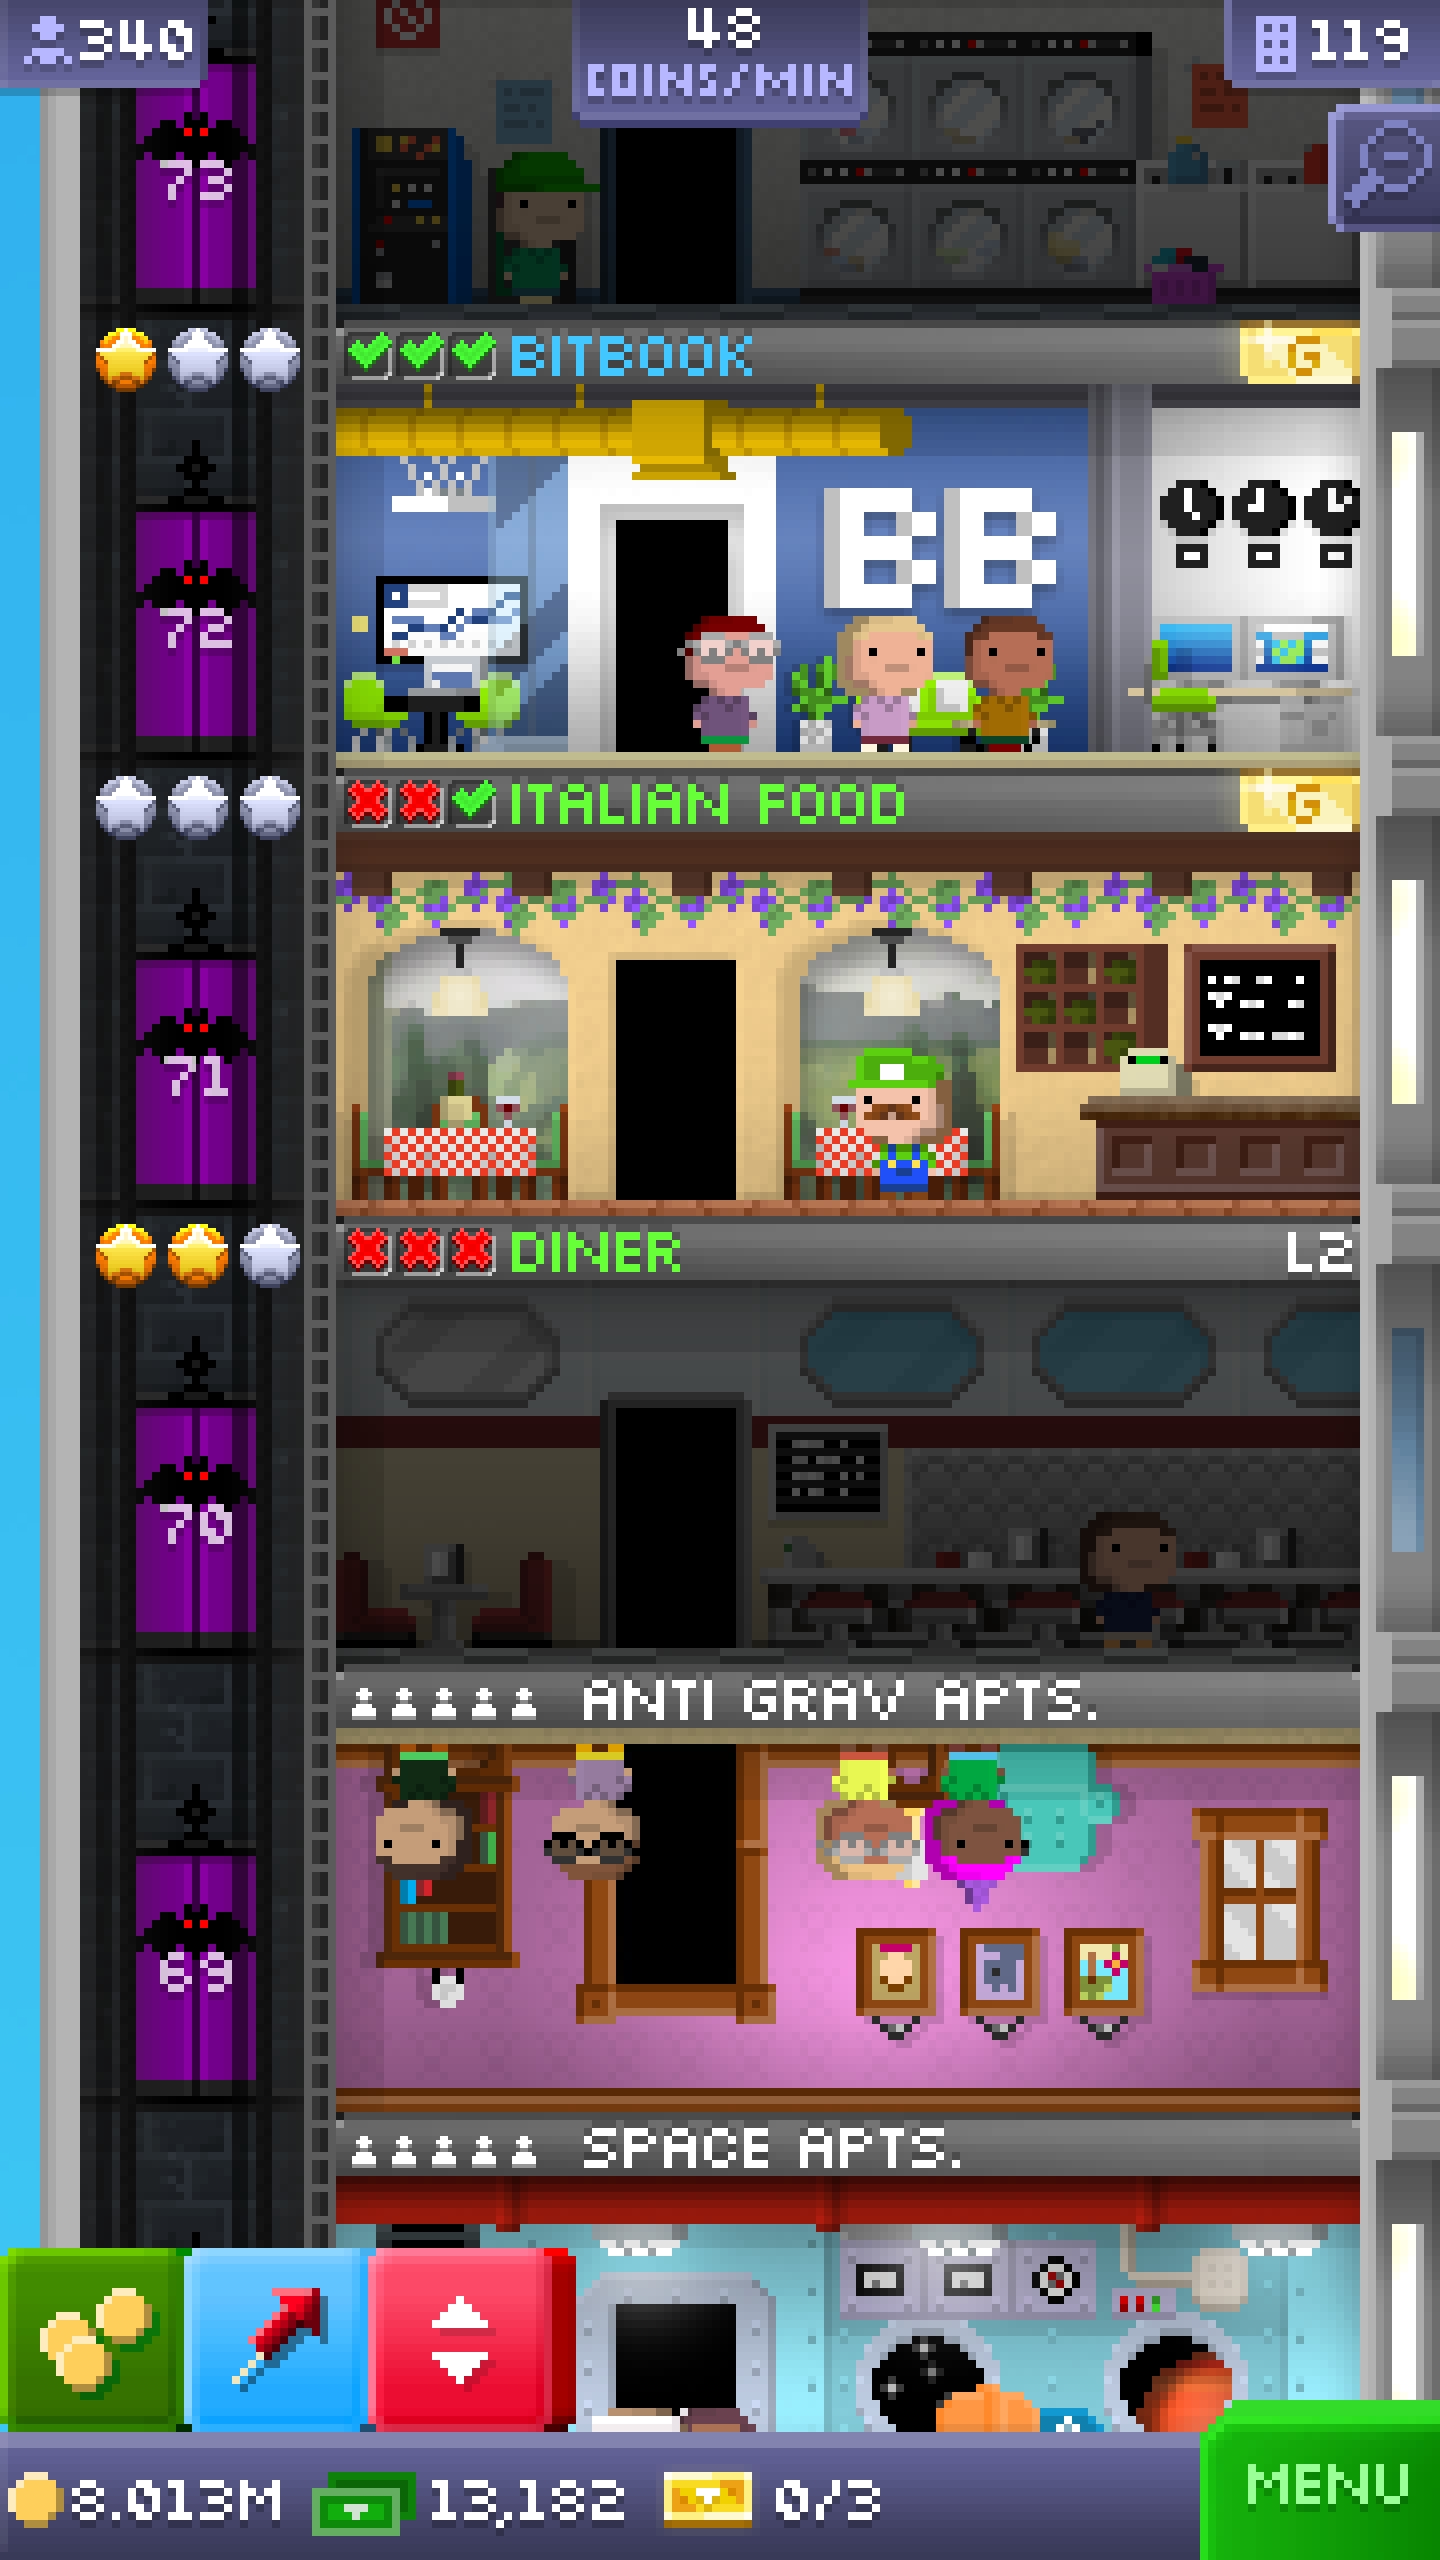 340
48
COINS/MIN
119
73
BITBOOK
G
BB
72
ITALIAN FOOD
G
71
DINER
L2
70
ANTI GRAV APTS.
69
SPACE APTS.
8.013M
13,182
0/3
MENU